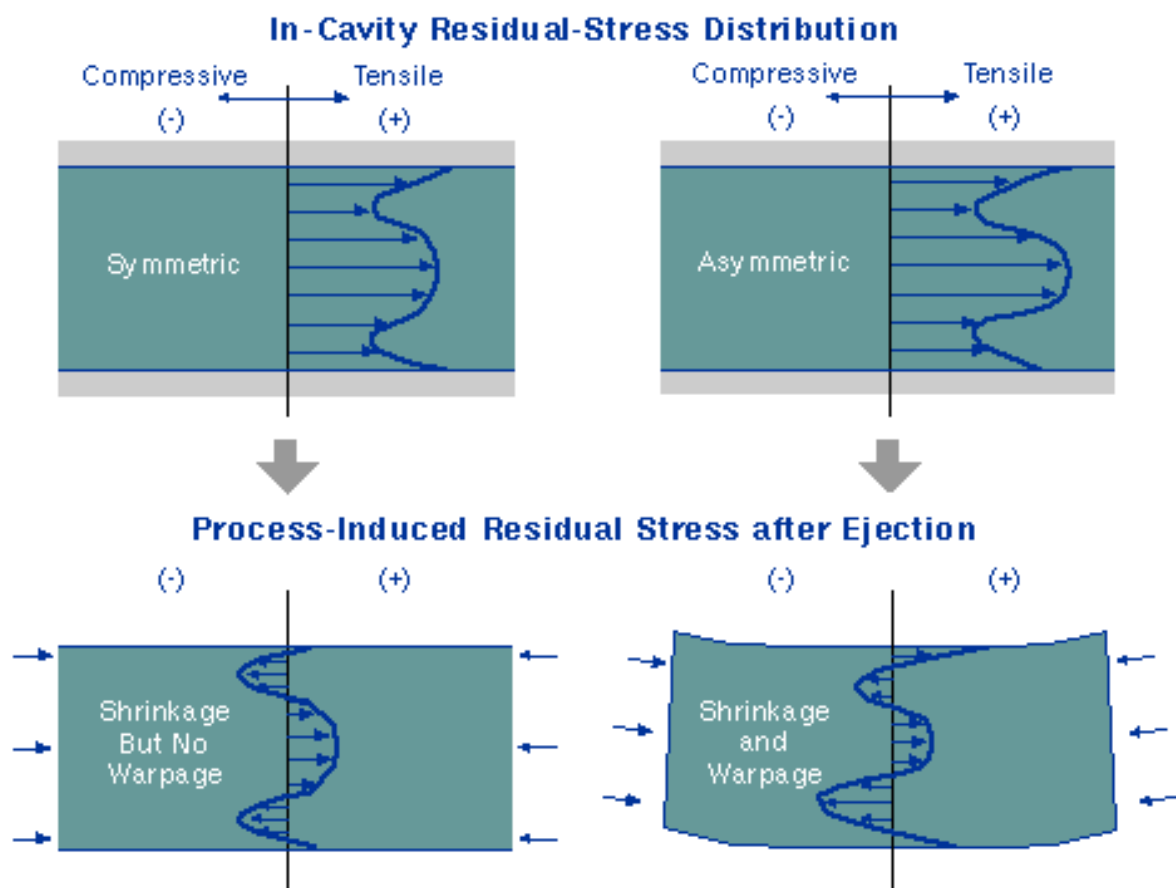 In-Cavity Residual-Stress Distribution
Compressive Tensile
(-) (+)
Compressive Tensile
(-) (+)
Symmetric
Asymmetric
Process-Induced Residual Stress after Ejection
(-) (+)
(-) (+)
Shrinkage
But No
Warpage
Shrinkage
and
Warpage